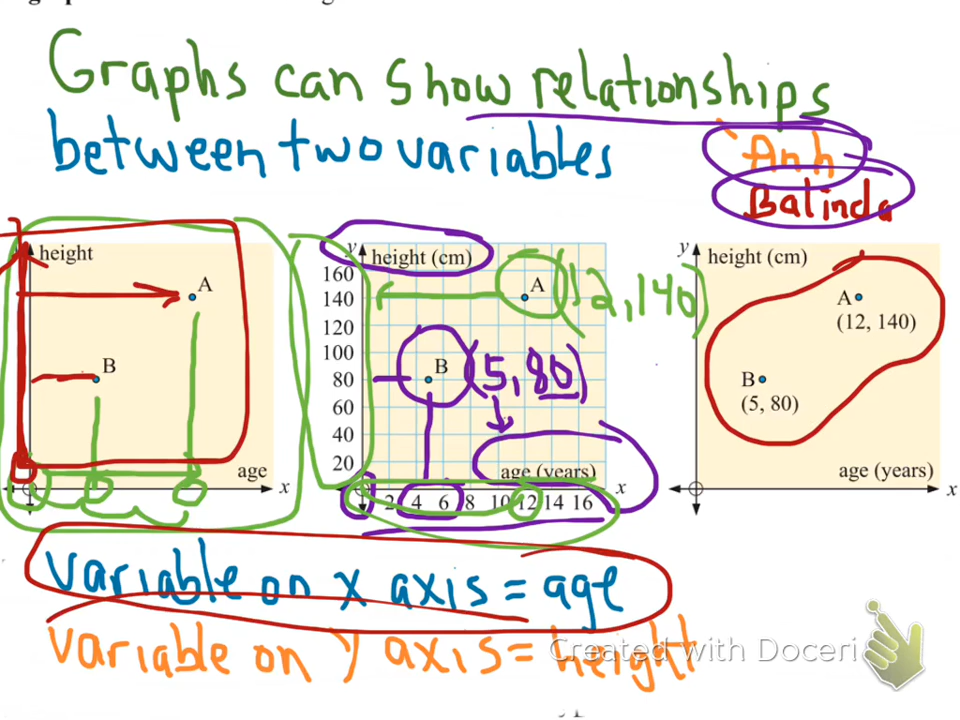 Graphs can show relationships
between two variables
Anh
Balinda
height
A
B
age
x
y
height (cm)
160
140
120
100
80
60
40
20
A
(12,140)
B
(5,80)
age (years)
x
2 4 6 8 10 12 14 16
y
height (cm)
A
(12, 140)
B
(5, 80)
age (years)
x
variable on x axis = age
variable on y axis = height
Created with Doceri